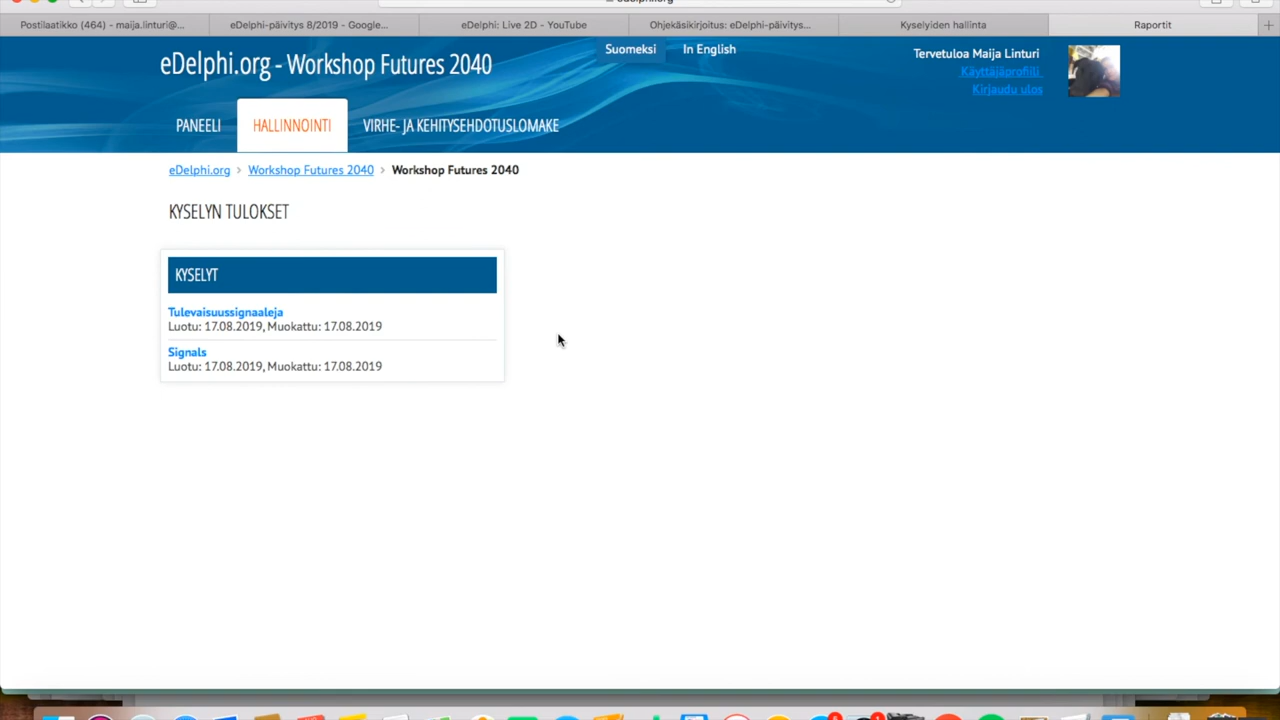 Postilaatikko (464) - maija.linturi@...
eDelphi-päivitys 8/2019 - Google...
eDelphi: Live 2D - YouTube
Ohjekäsikirjoitus: eDelphi-päivitys...
Kyselyiden hallinta
Raportit
eDelphi.org - Workshop Futures 2040
Suomeksi
In English
Tervetuloa Maija Linturi
Käyttäjäprofiili
Kirjaudu ulos
PANEELI
HALLINNOINTI
VIRHE- JA KEHITYSEHDOTUSLOMAKE
eDelphi.org > Workshop Futures 2040 > Workshop Futures 2040
KYSELYN TULOKSET
KYSELYT
Tulevaisuussignaaleja
Luotu: 17.08.2019, Muokattu: 17.08.2019
Signals
Luotu: 17.08.2019, Muokattu: 17.08.2019